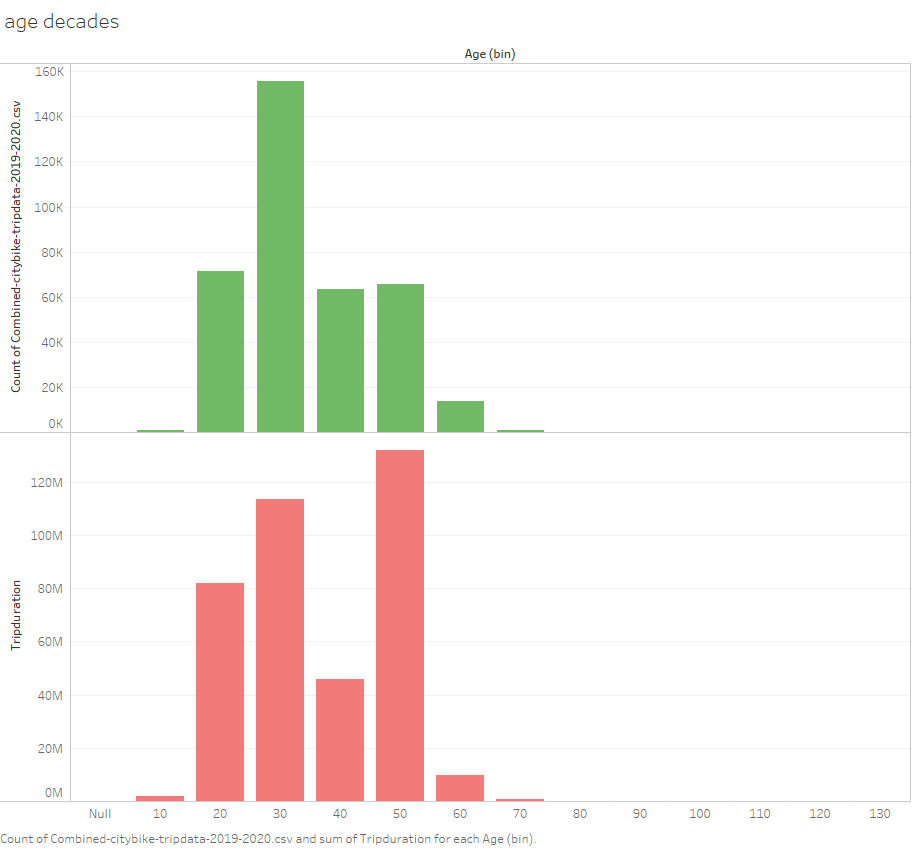 age decades
Age (bin)
160K
140K
120K
100K
80K
60K
40K
20K
0K
Count of Combined-citybike-tripdata-2019-2020.csv
120M
100M
80M
60M
40M
20M
0M
Tripduration
Null 10 20 30 40 50 60 70 80 90 100 110 120 130
Count of Combined-citybike-tripdata-2019-2020.csv and sum of Tripduration for each Age (bin).